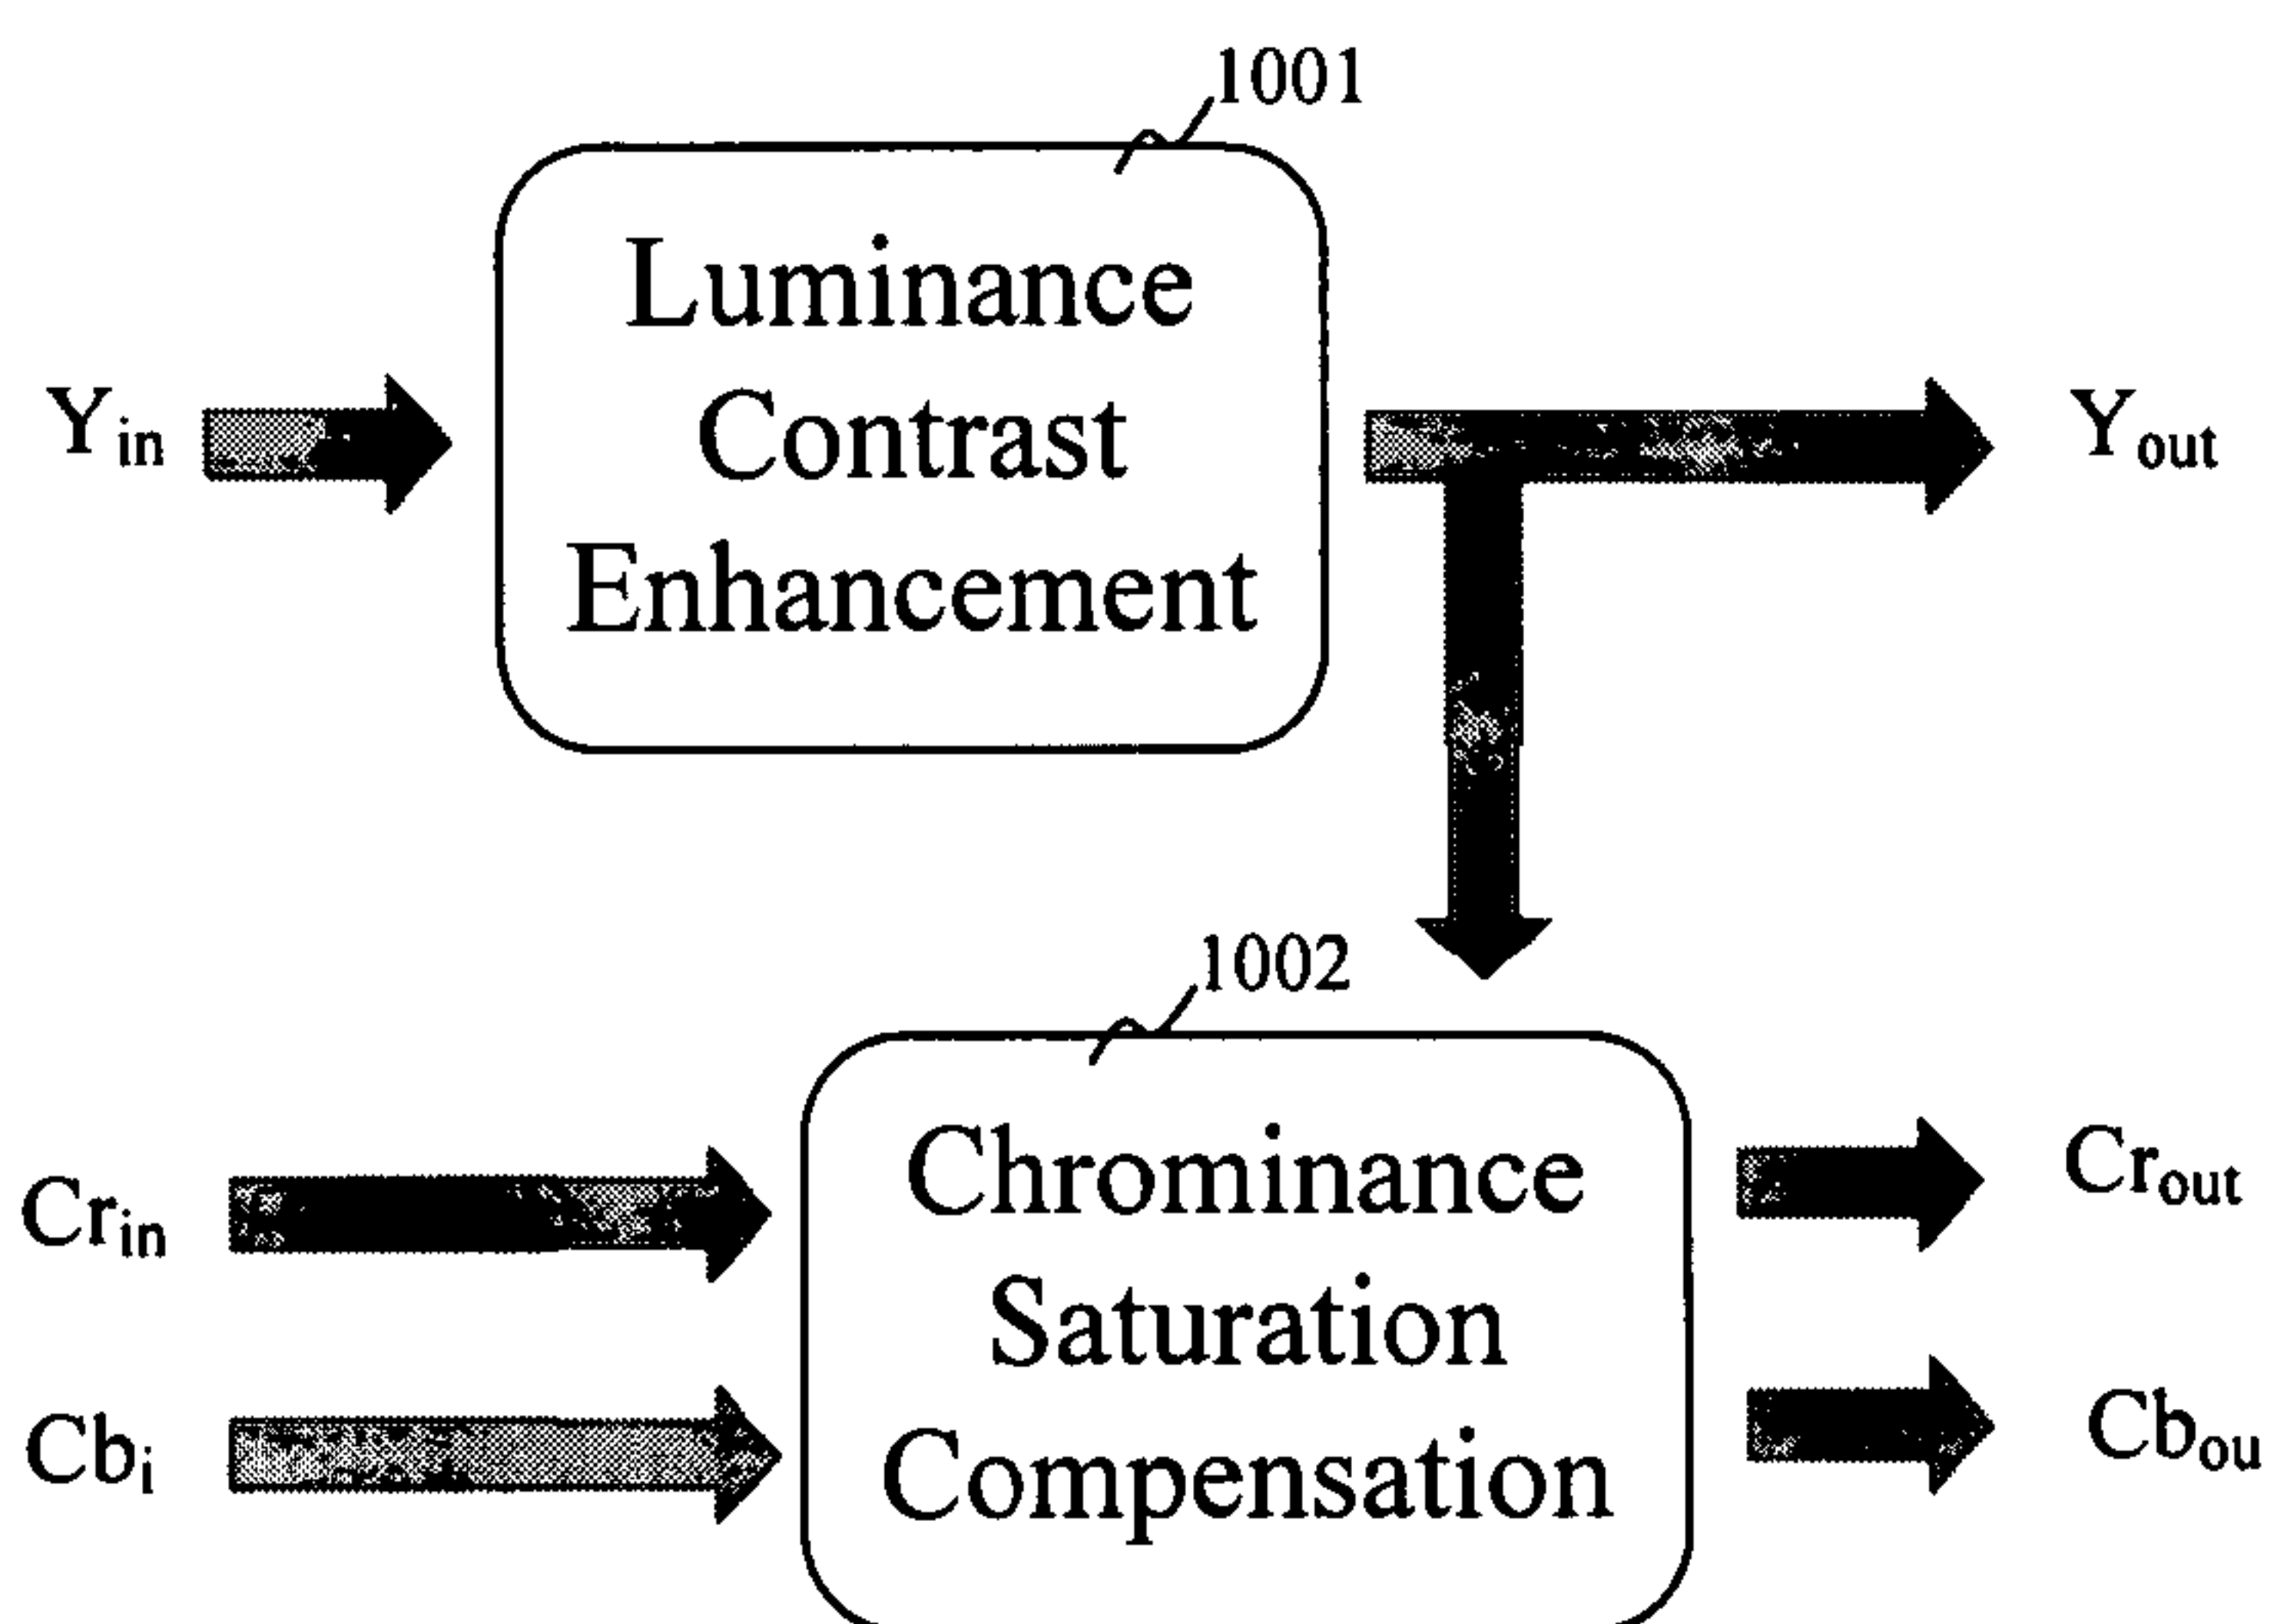 1001
Luminance
Contrast
Enhancement
Y_in
Y_out
1002
Chrominance
Saturation
Compensation
Cr_in
Cr_out
Cb_i
Cb_ou